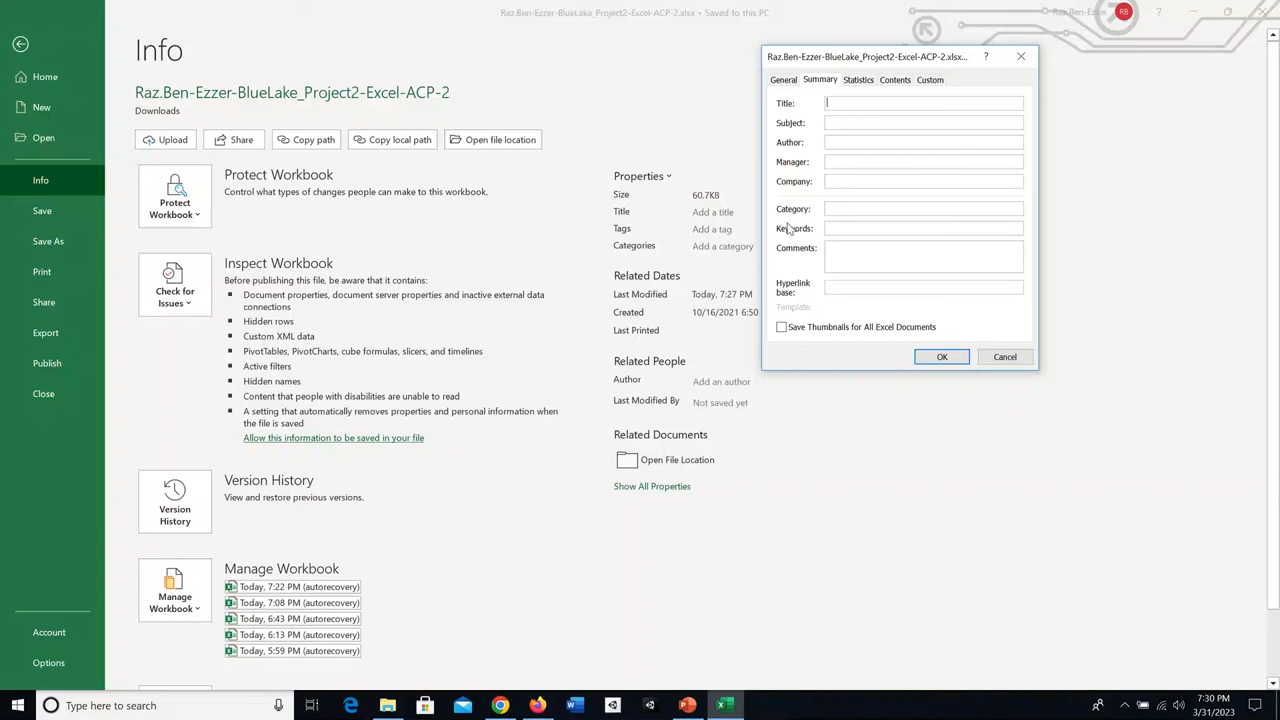 Raz.Ben-Ezzer-BlueLake_Project2-Excel-ACP-2.xlsx - Saved to this PC
Raz.Ben-Ezzer
RB
?
Info
Home
New
Open
Info
Save
Save As
Print
Share
Export
Publish
Close
Account
Options
Raz.Ben-Ezzer-BlueLake_Project2-Excel-ACP-2
Downloads
Upload
Share
Copy path
Copy local path
Open file location
Protect
Workbook
Protect Workbook
Control what types of changes people can make to this workbook.
Check for
Issues
Inspect Workbook
Before publishing this file, be aware that it contains:
Document properties, document server properties and inactive external data
connections
Hidden rows
Custom XML data
PivotTables, PivotCharts, cube formulas, slicers, and timelines
Active filters
Hidden names
Content that people with disabilities are unable to read
A setting that automatically removes properties and personal information when
the file is saved
Allow this information to be saved in your file
Version
History
Version History
View and restore previous versions.
Manage
Workbook
Manage Workbook
Today, 7:22 PM (autorecovery)
Today, 7:08 PM (autorecovery)
Today, 6:43 PM (autorecovery)
Today, 6:13 PM (autorecovery)
Today, 5:59 PM (autorecovery)
Properties
Size 60.7KB
Title Add a title
Tags Add a tag
Categories Add a category
Related Dates
Last Modified Today, 7:27 PM
Created 10/16/2021 6:50
Last Printed
Related People
Author Add an author
Last Modified By Not saved yet
Related Documents
Open File Location
Show All Properties
Raz.Ben-Ezzer-BlueLake_Project2-Excel-ACP-2.xlsx... ?
General Summary Statistics Contents Custom
Title:
Subject:
Author:
Manager:
Company:
Category:
Keywords:
Comments:
Hyperlink
base:
Template:
Save Thumbnails for All Excel Documents
OK Cancel
Type here to search
7:30 PM
3/31/2023